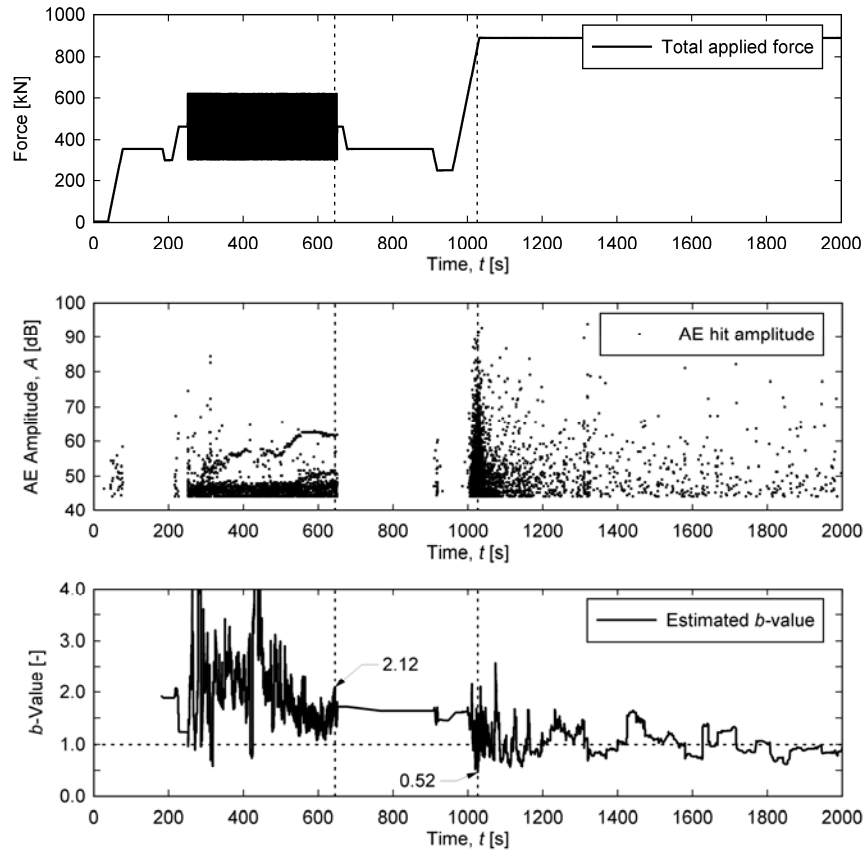 1000
800
600
400
200
0
Force [kN]
Total applied force
0 200 400 600 800 1000 1200 1400 1600 1800 2000
Time, t [s]
100
90
80
70
60
50
40
AE Amplitude, A [dB]
AE hit amplitude
0 200 400 600 800 1000 1200 1400 1600 1800 2000
Time, t [s]
4.0
3.0
2.0
1.0
0.0
b-Value [-]
Estimated b-value
2.12
0.52
0 200 400 600 800 1000 1200 1400 1600 1800 2000
Time, t [s]